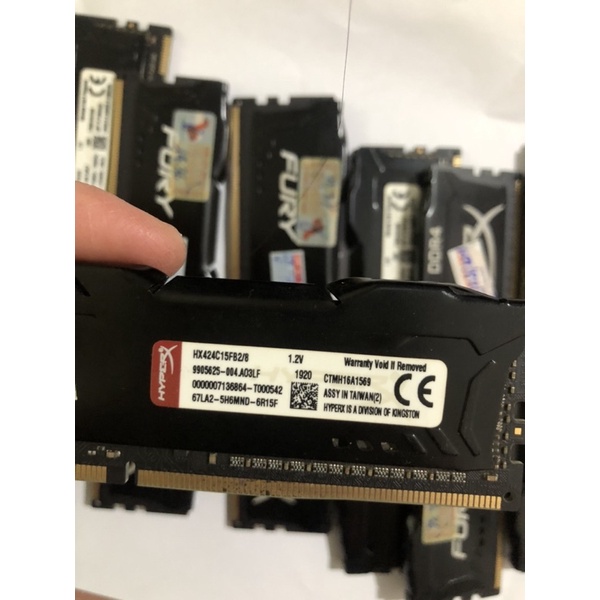 FURY
FURY
DDR4
HYPERX
HX424C15FB2/8 1.2V Warranty Void If Removed
9905625-004.A03LF 1920 CTMH16A1569
0000007136864-T000542 ASSY IN TAIWAN(2)
67LA2-5H6MND-6R15F HYPERX IS A DIVISION OF KINGSTON
CE